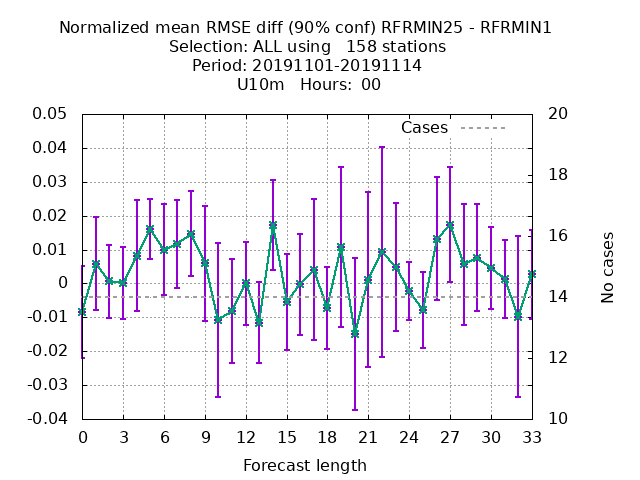 Normalized mean RMSE diff (90% conf) RFRMIN25 - RFRMIN1
Selection: ALL using   158 stations
Period: 20191101-20191114
U10m   Hours:  00
0.05
0.04
0.03
0.02
0.01
0
-0.01
-0.02
-0.03
-0.04
Cases
20
18
16
14
12
10
No cases
0 3 6 9 12 15 18 21 24 27 30 33
Forecast length